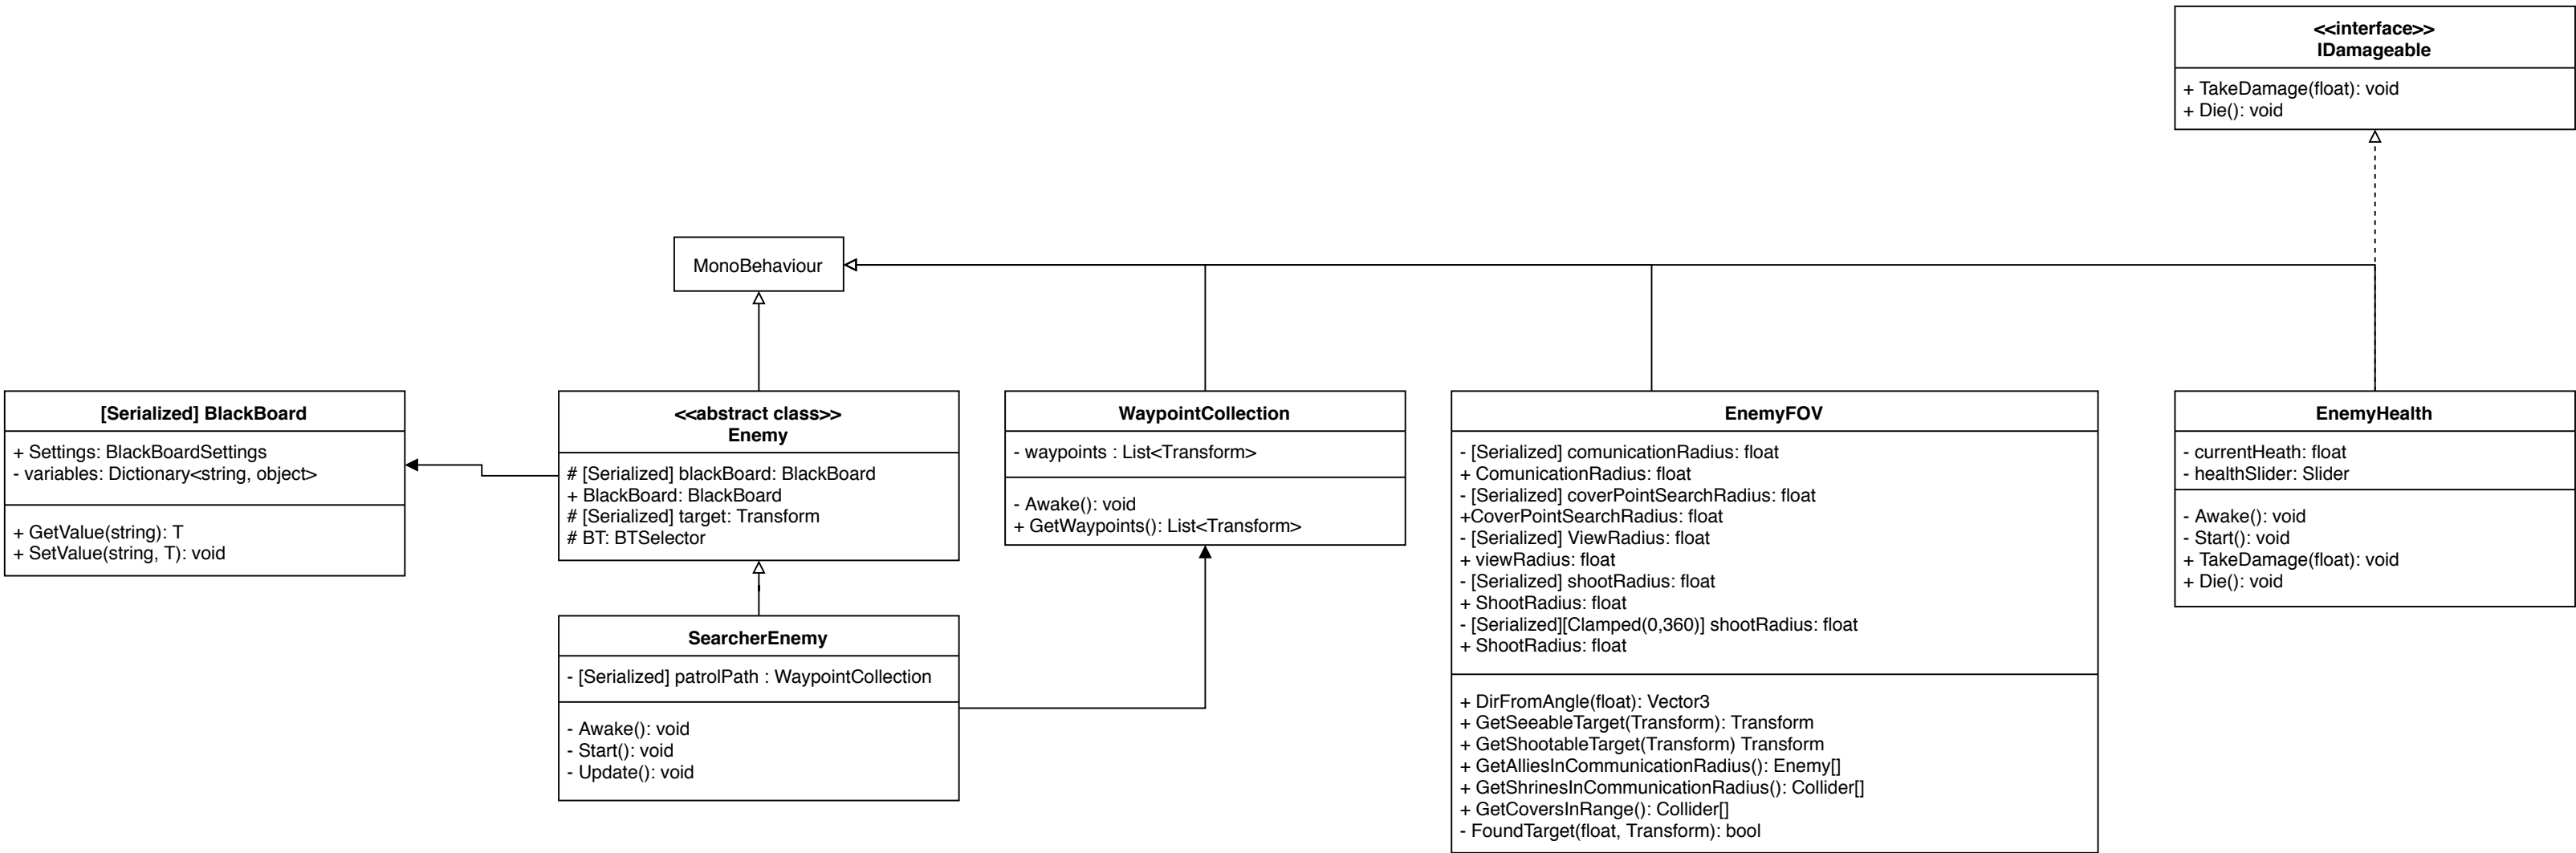 <<interface>>
IDamageable
+ TakeDamage(float): void
+ Die(): void
MonoBehaviour
[Serialized] BlackBoard
+ Settings: BlackBoardSettings
- variables: Dictionary<string, object>
+ GetValue(string): T
+ SetValue(string, T): void
<<abstract class>>
Enemy
# [Serialized] blackBoard: BlackBoard
+ BlackBoard: BlackBoard
# [Serialized] target: Transform
# BT: BTSelector
SearcherEnemy
- [Serialized] patrolPath : WaypointCollection
- Awake(): void
- Start(): void
- Update(): void
WaypointCollection
- waypoints : List<Transform>
- Awake(): void
+ GetWaypoints(): List<Transform>
EnemyFOV
- [Serialized] comunicationRadius: float
+ ComunicationRadius: float
- [Serialized] coverPointSearchRadius: float
+CoverPointSearchRadius: float
- [Serialized] ViewRadius: float
+ viewRadius: float
- [Serialized] shootRadius: float
+ ShootRadius: float
- [Serialized][Clamped(0,360)] shootRadius: float
+ ShootRadius: float
+ DirFromAngle(float): Vector3
+ GetSeeableTarget(Transform): Transform
+ GetShootableTarget(Transform) Transform
+ GetAlliesInCommunicationRadius(): Enemy[]
+ GetShrinesInCommunicationRadius(): Collider[]
+ GetCoversInRange(): Collider[]
- FoundTarget(float, Transform): bool
EnemyHealth
- currentHeath: float
- healthSlider: Slider
- Awake(): void
- Start(): void
+ TakeDamage(float): void
+ Die(): void